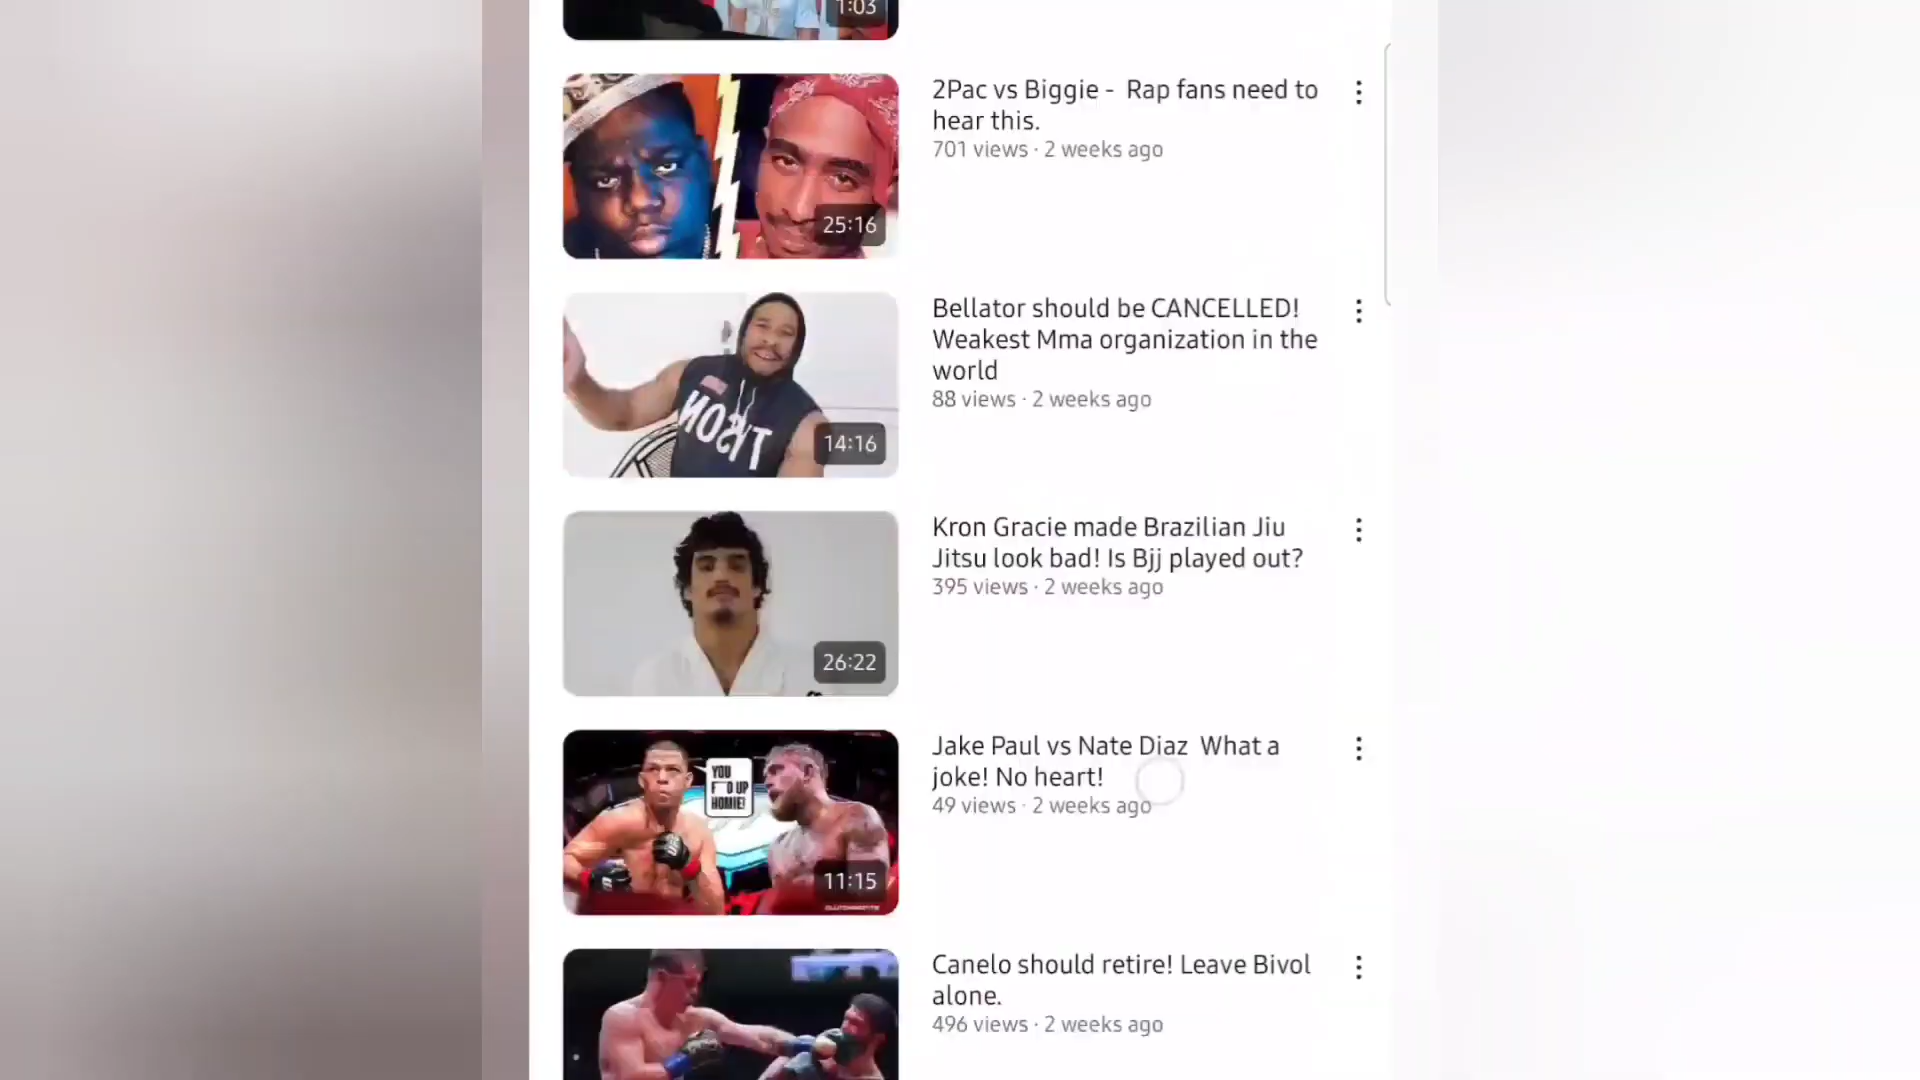 1:03
2Pac vs Biggie - Rap fans need to
hear this.
701 views · 2 weeks ago
25:16
Bellator should be CANCELLED!
Weakest Mma organization in the
world
88 views · 2 weeks ago
TYSON
14:16
Kron Gracie made Brazilian Jiu
Jitsu look bad! Is Bjj played out?
395 views · 2 weeks ago
26:22
Jake Paul vs Nate Diaz What a
joke! No heart!
49 views · 2 weeks ago
YOU
F  D UP
HOMIE!
11:15
Canelo should retire! Leave Bivol
alone.
496 views · 2 weeks ago